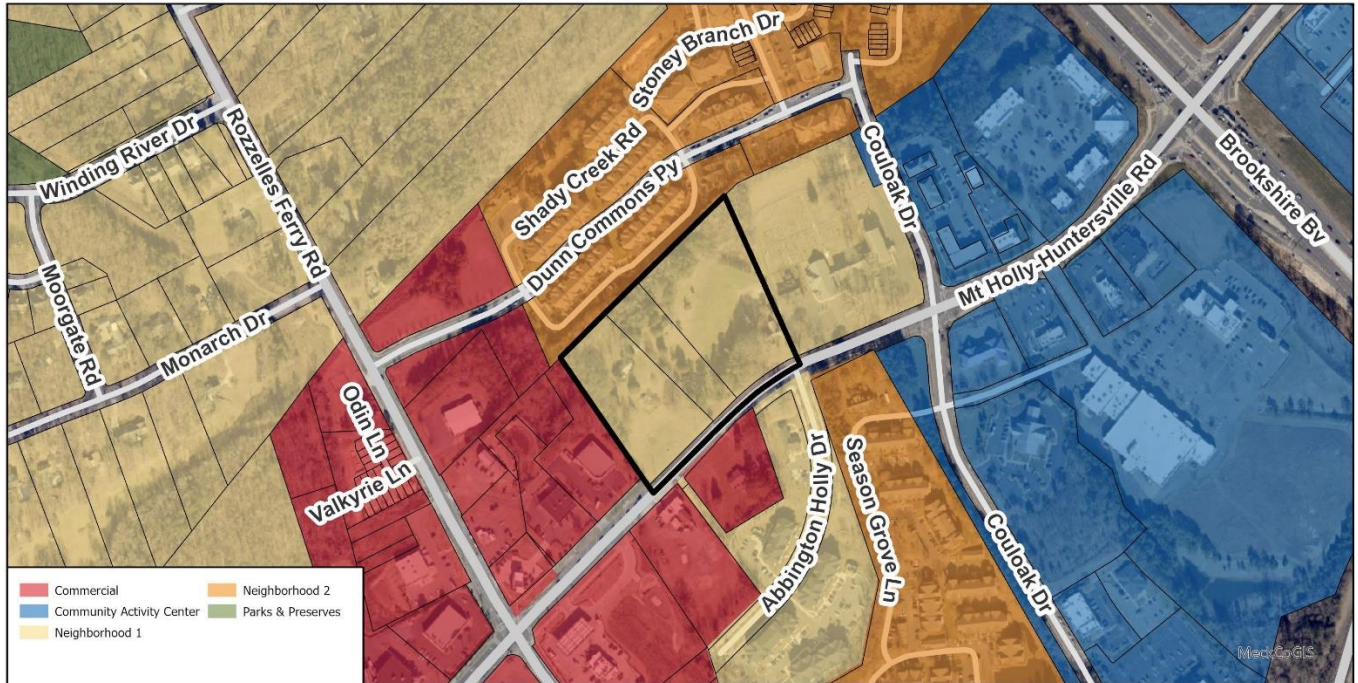 Stoney Branch Dr
Winding River Dr
Rozzelles Ferry Rd
Shady Creek Rd
Dunn Commons Py
Couloak Dr
Mt Holly-Huntersville Rd
Brookshire Bv
Moorgate Rd
Monarch Dr
Odin Ln
Valkyrie Ln
Abbington Holly Dr
Season Grove Ln
Couloak Dr
Commercial
Neighborhood 2
Community Activity Center
Parks & Preserves
Neighborhood 1
MeckCoGIS